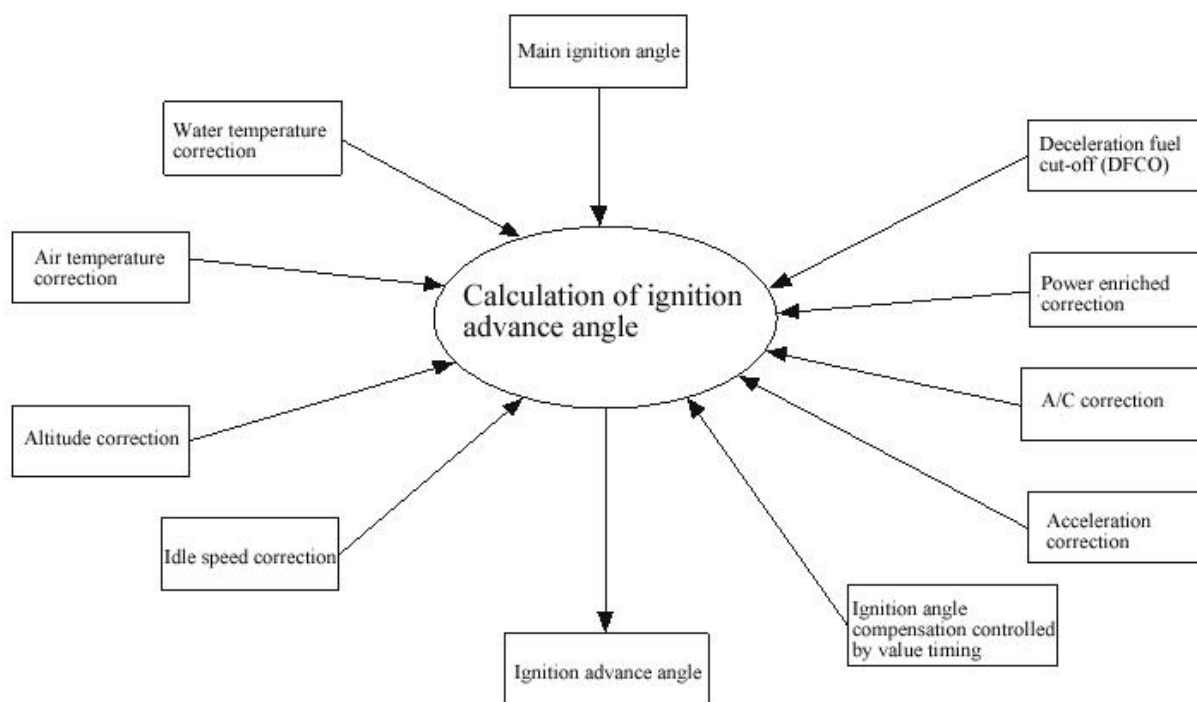 Main ignition angle
Water temperature
correction
Deceleration fuel
cut-off (DFCO)
Air temperature
correction
Calculation of ignition
advance angle
Power enriched
correction
A/C correction
Altitude correction
Acceleration
correction
Idle speed correction
Ignition angle
compensation controlled
by value timing
Ignition advance angle